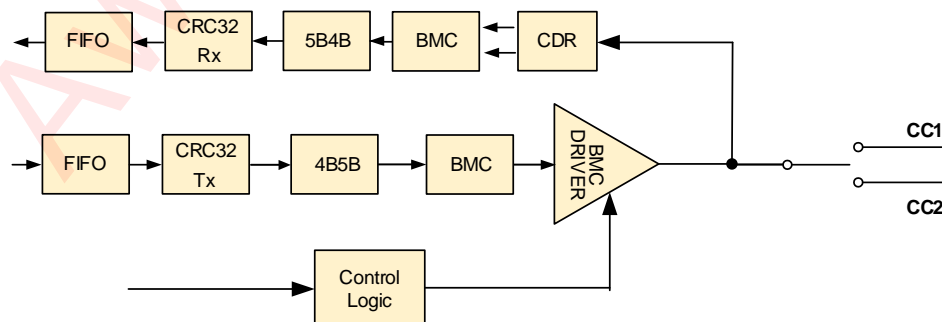 FIFO
CRC32
Rx
5B4B
BMC
CDR
FIFO
CRC32
Tx
4B5B
BMC
BMC
DRIVER
CC1
CC2
Control
Logic